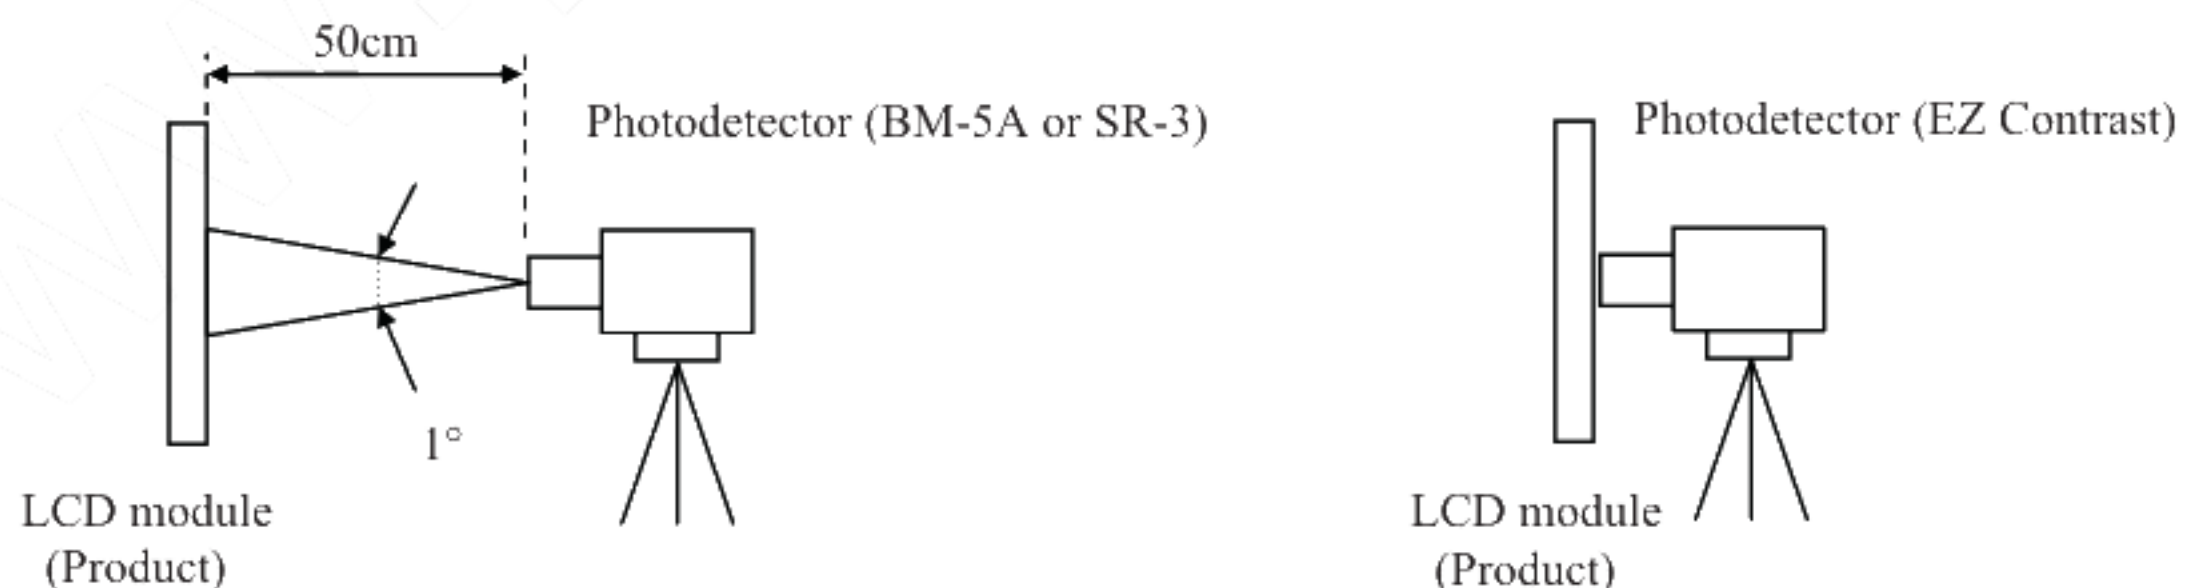 50cm
Photodetector (BM-5A or SR-3)
1°
LCD module
(Product)
Photodetector (EZ Contrast)
LCD module
(Product)